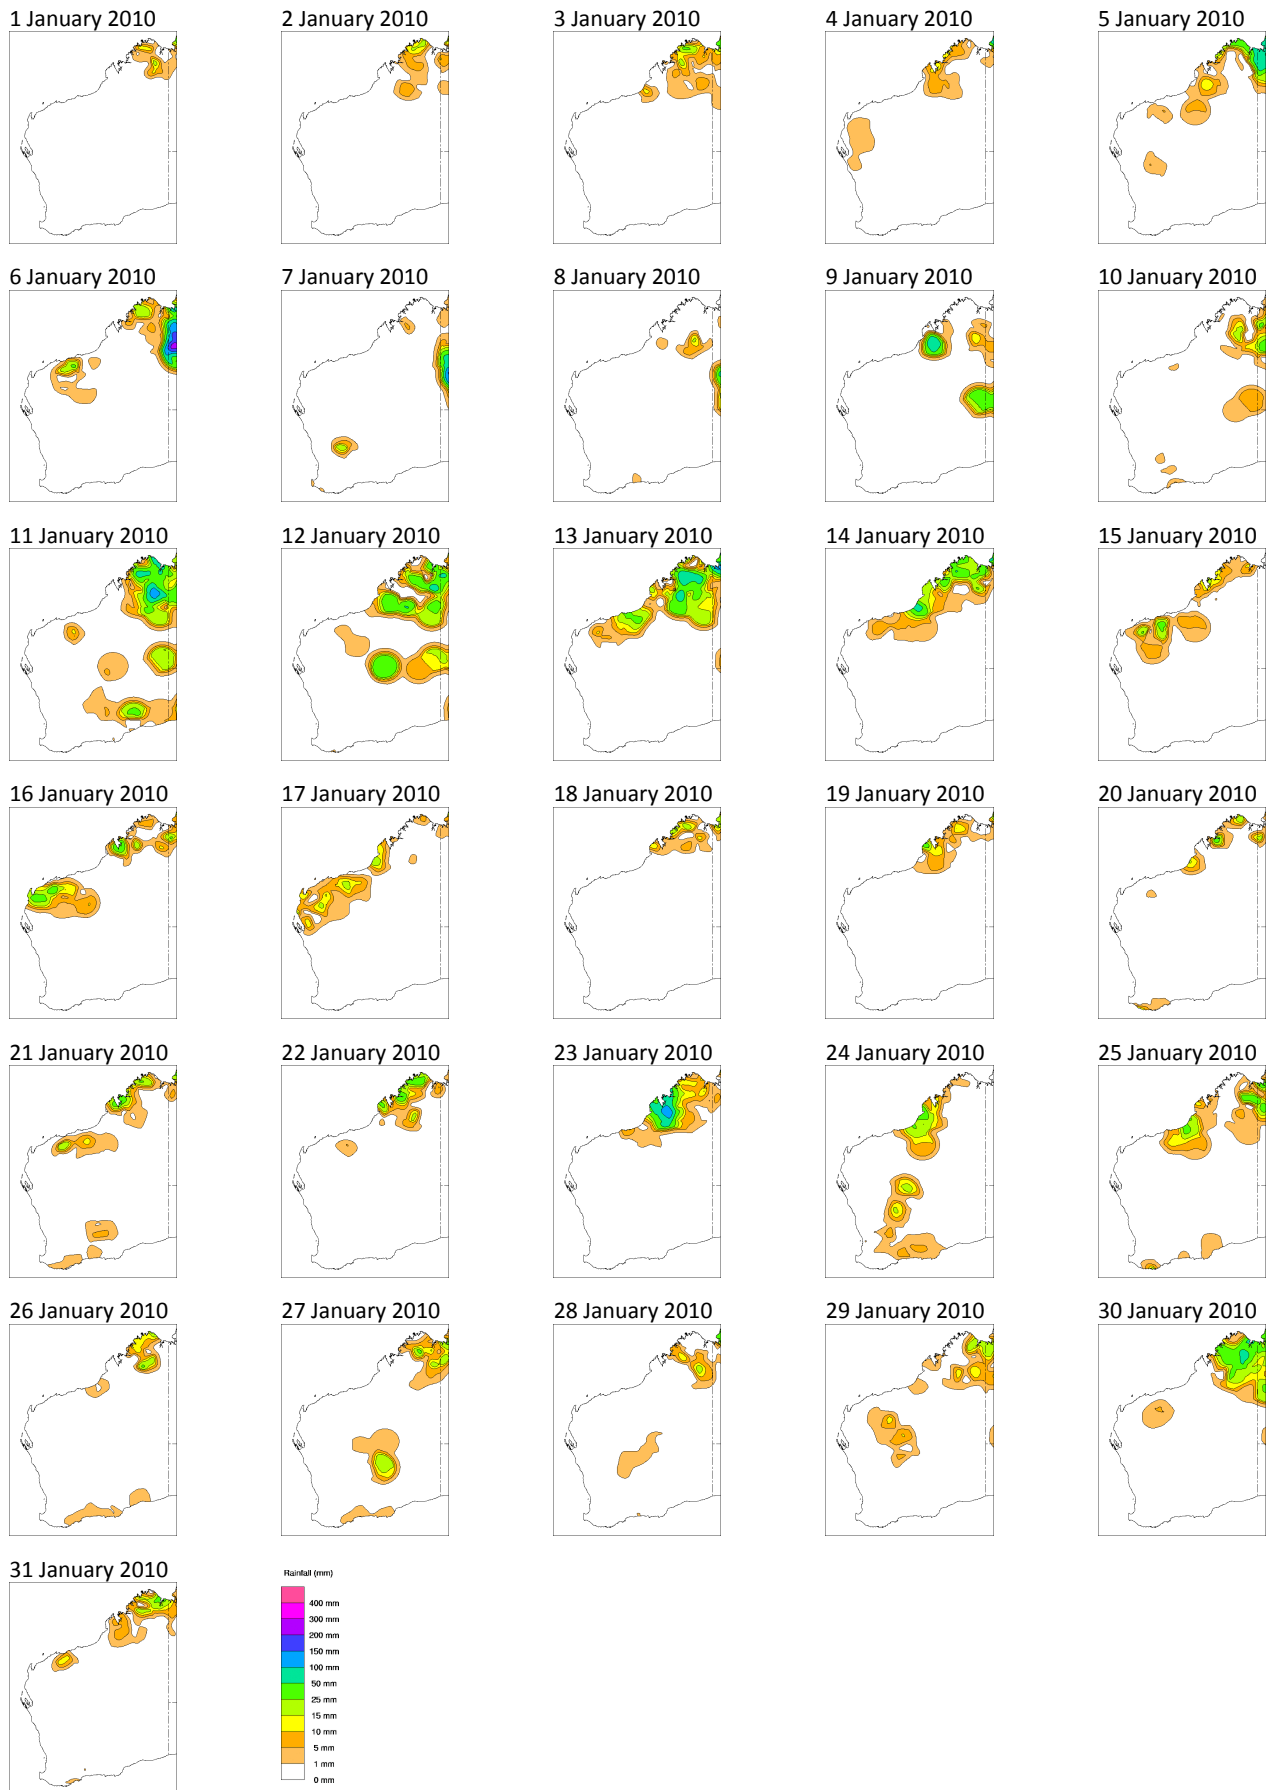 1 January 2010
2 January 2010
3 January 2010
4 January 2010
5 January 2010
6 January 2010
7 January 2010
8 January 2010
9 January 2010
10 January 2010
11 January 2010
12 January 2010
13 January 2010
14 January 2010
15 January 2010
16 January 2010
17 January 2010
18 January 2010
19 January 2010
20 January 2010
21 January 2010
22 January 2010
23 January 2010
24 January 2010
25 January 2010
26 January 2010
27 January 2010
28 January 2010
29 January 2010
30 January 2010
31 January 2010
Rainfall (mm)
400 mm
300 mm
200 mm
150 mm
100 mm
50 mm
25 mm
15 mm
10 mm
5 mm
1 mm
0 mm